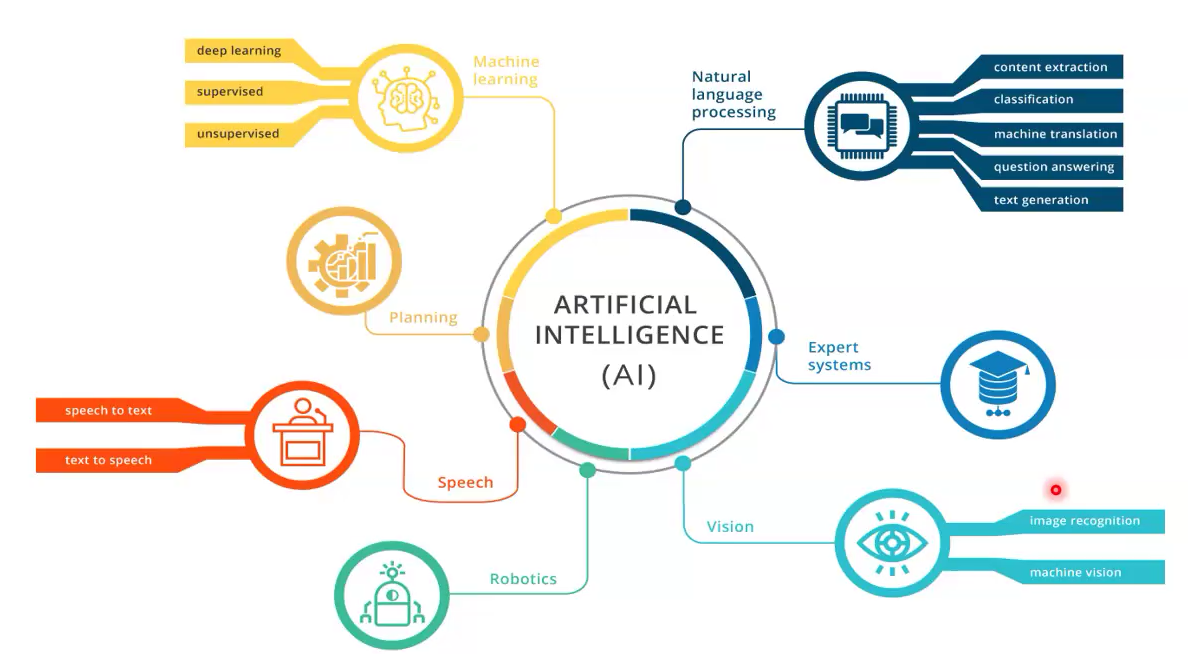 deep learning
supervised
unsupervised
Machine
learning
Natural
language
processing
content extraction
classification
machine translation
question answering
text generation
Planning
ARTIFICIAL
INTELLIGENCE
(AI)
Expert
systems
speech to text
text to speech
Speech
Vision
image recognition
machine vision
Robotics